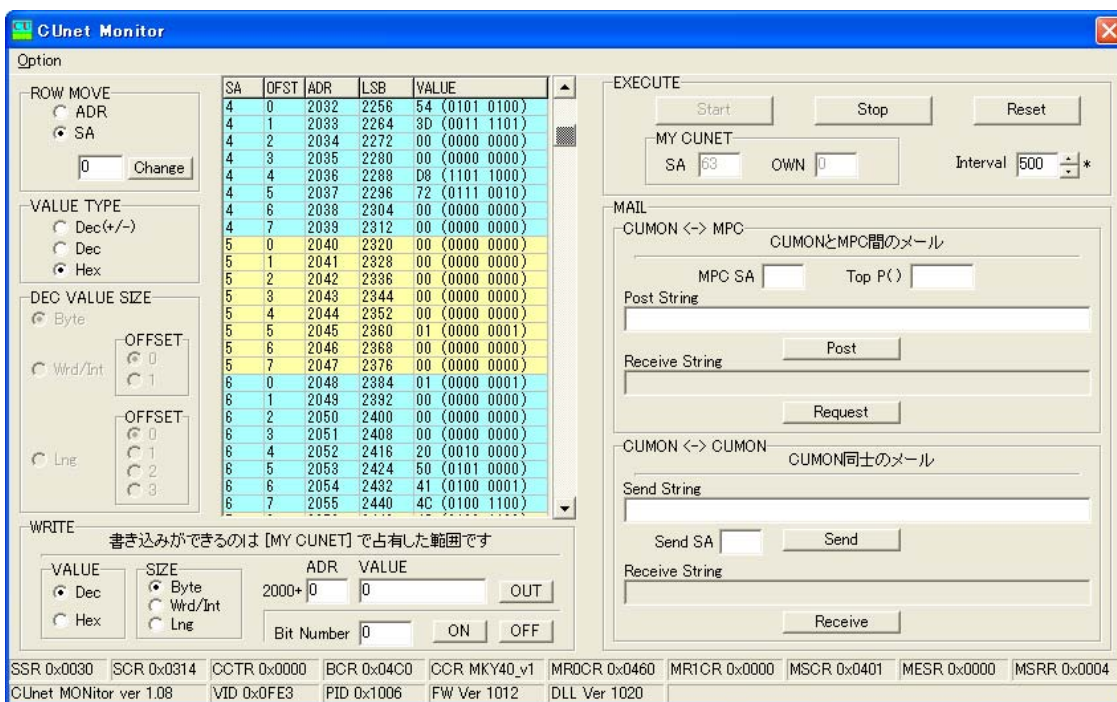 CUnet Monitor
Option
ROW MOVE
ADR
SA
0 Change
VALUE TYPE
Dec(+/-)
Dec
Hex
DEC VALUE SIZE
Byte
Wrd/Int
OFFSET
0
1
Lng
OFFSET
0
1
2
3
SA OFST ADR LSB VALUE
4 0 2032 2256 54 (0101 0100)
4 1 2033 2264 3D (0011 1101)
4 2 2034 2272 00 (0000 0000)
4 3 2035 2280 00 (0000 0000)
4 4 2036 2288 D8 (1101 1000)
4 5 2037 2296 72 (0111 0010)
4 6 2038 2304 00 (0000 0000)
4 7 2039 2312 00 (0000 0000)
5 0 2040 2320 00 (0000 0000)
5 1 2041 2328 00 (0000 0000)
5 2 2042 2336 00 (0000 0000)
5 3 2043 2344 00 (0000 0000)
5 4 2044 2352 00 (0000 0000)
5 5 2045 2360 01 (0000 0001)
5 6 2046 2368 00 (0000 0000)
5 7 2047 2376 00 (0000 0000)
6 0 2048 2384 01 (0000 0001)
6 1 2049 2392 00 (0000 0000)
6 2 2050 2400 00 (0000 0000)
6 3 2051 2408 00 (0000 0000)
6 4 2052 2416 20 (0010 0000)
6 5 2053 2424 50 (0101 0000)
6 6 2054 2432 41 (0100 0001)
6 7 2055 2440 4C (0100 1100)
WRITE
書き込みができるのは [MY CUNET] で占有した範囲です
VALUE
Dec
Hex
SIZE
Byte
Wrd/Int
Lng
ADR VALUE
2000+ 0 0 OUT
Bit Number 0 ON OFF
EXECUTE
Start Stop Reset
MY CUNET
SA 63 OWN 0
Interval 500 *
MAIL
CUMON <-> MPC
CUMONとMPC間のメール
MPC SA Top P()
Post String
Post
Receive String
Request
CUMON <-> CUMON
CUMON同士のメール
Send String
Send SA Send
Receive String
Receive
SSR 0x0030 SCR 0x0314 CCTR 0x0000 BCR 0x04C0 CCR MKY40_v1 MR0CR 0x0460 MR1CR 0x0000 MSCR 0x0401 MESR 0x0000 MSRR 0x0004
CUnet MONitor ver 1.08 VID 0x0FE3 PID 0x1006 FW Ver 1012 DLL Ver 1020